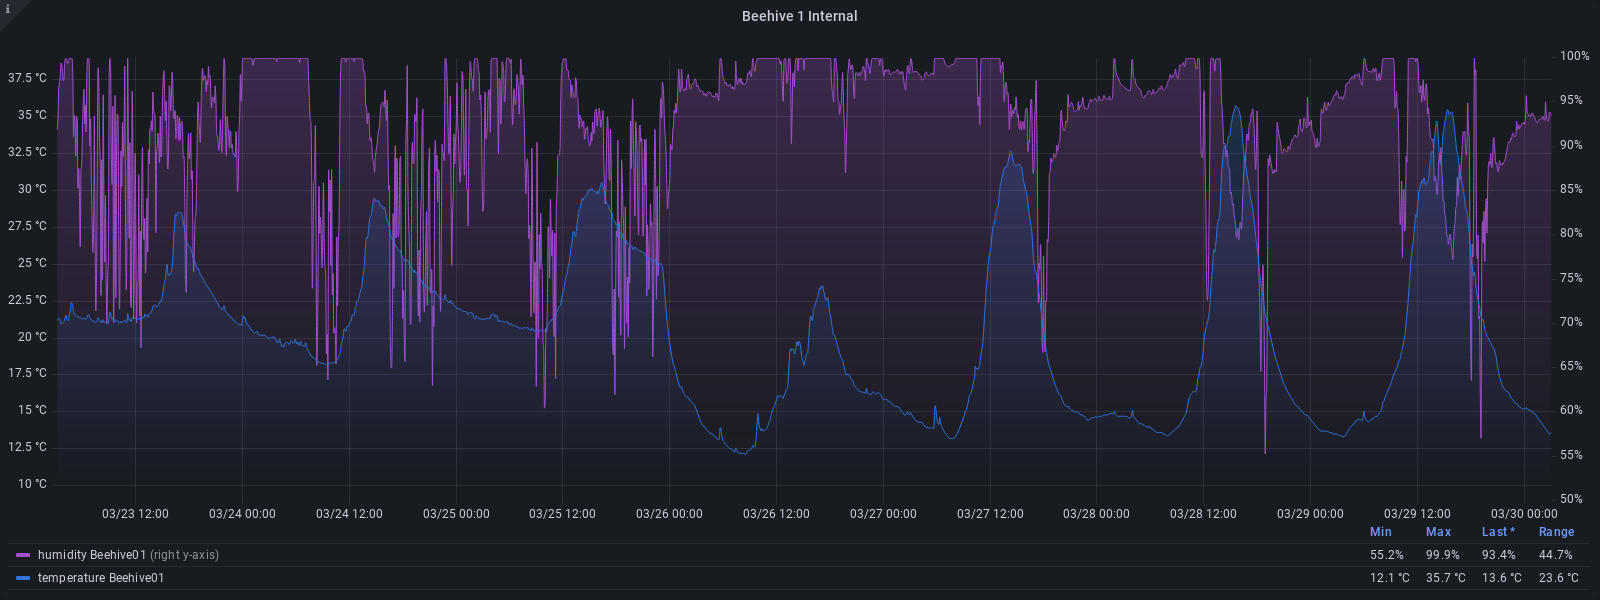 i
Beehive 1 Internal
37.5 °C
35 °C
32.5 °C
30 °C
27.5 °C
25 °C
22.5 °C
20 °C
17.5 °C
15 °C
12.5 °C
10 °C
100%
95%
90%
85%
80%
75%
70%
65%
60%
55%
50%
03/23 12:00 03/24 00:00 03/24 12:00 03/25 00:00 03/25 12:00 03/26 00:00 03/26 12:00 03/27 00:00 03/27 12:00 03/28 00:00 03/28 12:00 03/29 00:00 03/29 12:00 03/30 00:00
Min Max Last * Range
humidity Beehive01 (right y-axis) 55.2% 99.9% 93.4% 44.7%
temperature Beehive01 12.1 °C 35.7 °C 13.6 °C 23.6 °C